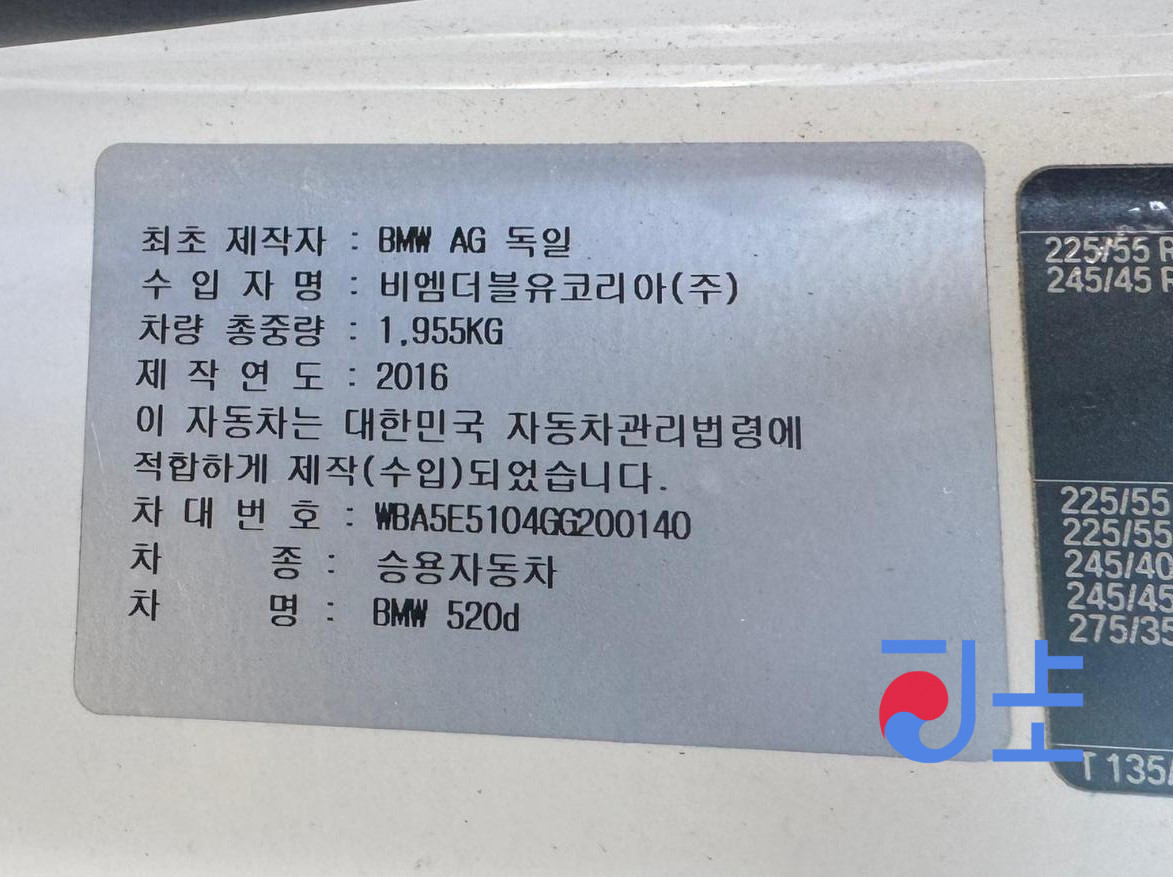 최초 제작자 : BMW AG 독일
수 입 자 명 : 비엠더블유코리아(주)
차량 총중량 : 1,955KG
제 작 연 도 : 2016
이 자동차는 대한민국 자동차관리법령에
적합하게 제작(수입)되었습니다.
차 대 번 호 : WBA5E5104GG200140
차 종 : 승용자동차
차 명 : BMW 520d
225/55 R
245/45 R
225/55
225/55
245/40
245/45
275/35
T 135/